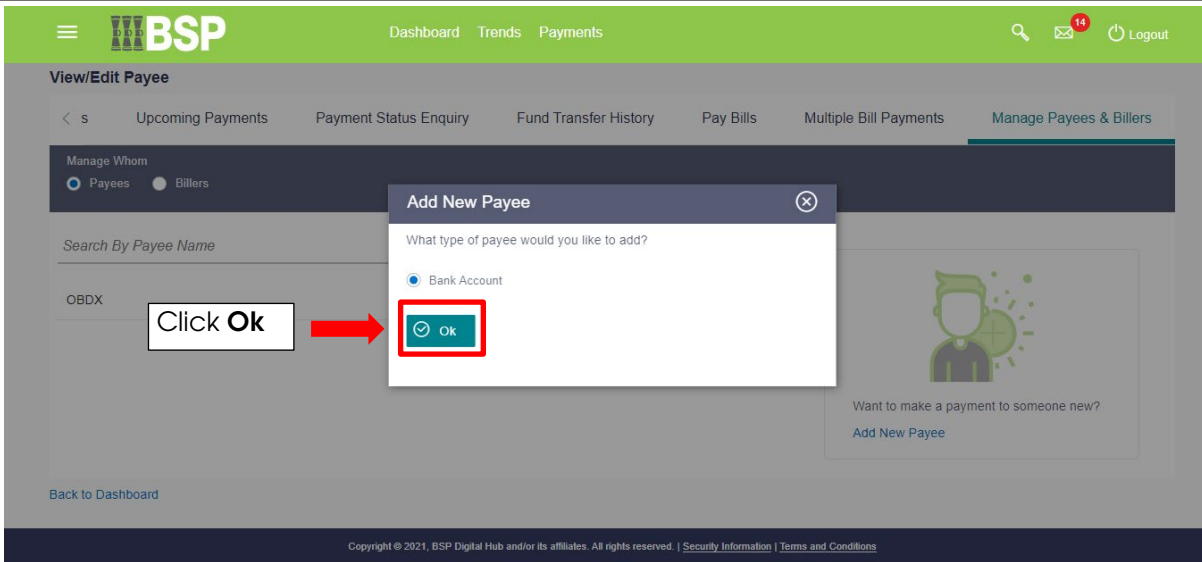 BSP Dashboard Trends Payments 14 Logout
View/Edit Payee
s Upcoming Payments Payment Status Enquiry Fund Transfer History Pay Bills Multiple Bill Payments Manage Payees & Billers
Manage Whom
Payees Billers
Add New Payee
What type of payee would you like to add?
Search By Payee Name
Bank Account
OBDX
Click Ok
Ok
Want to make a payment to someone new?
Add New Payee
Back to Dashboard
Copyright © 2021, BSP Digital Hub and/or its affiliates. All rights reserved. | Security Information | Terms and Conditions